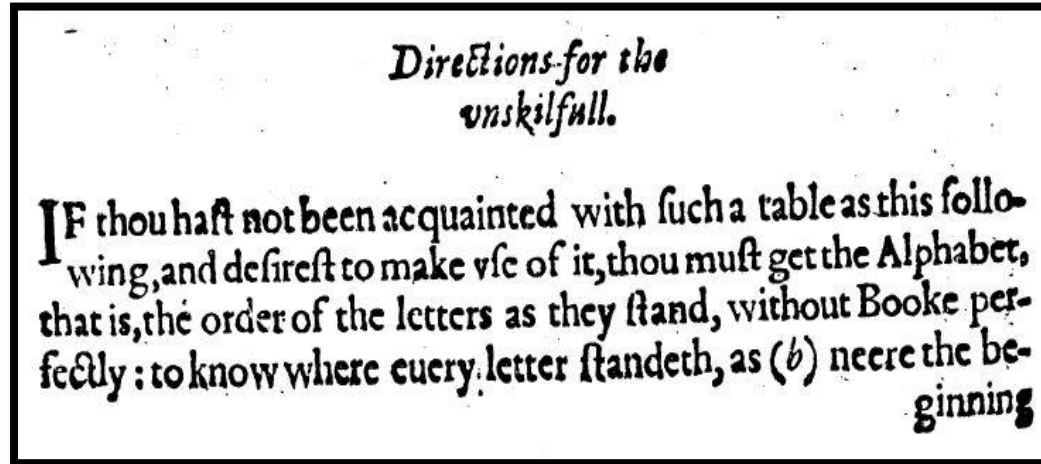 Directions for the
vnskilfull.
IF thou haſt not been acquainted with ſuch a table as this follo-
wing, and deſireſt to make vſe of it, thou muſt get the Alphabet,
that is, the order of the letters as they ſtand, without Booke per-
fectly : to know where euery letter ſtandeth, as (b) neere the be-
ginning